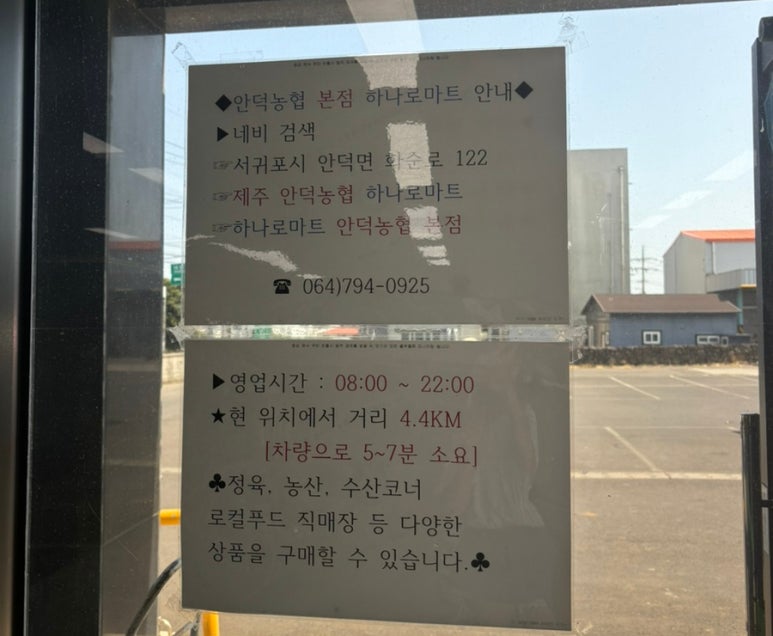 ◆안덕농협 본점 하나로마트 안내◆
▶네비 검색
☞서귀포시 안덕면 화순로 122
☞제주 안덕농협 하나로마트
☞하나로마트 안덕농협 본점
☎ 064)794-0925
▶영업시간 : 08:00 ~ 22:00
★현 위치에서 거리 4.4KM
[차량으로 5~7분 소요]
♣정육, 농산, 수산코너
로컬푸드 직매장 등 다양한
상품을 구매할 수 있습니다.♣